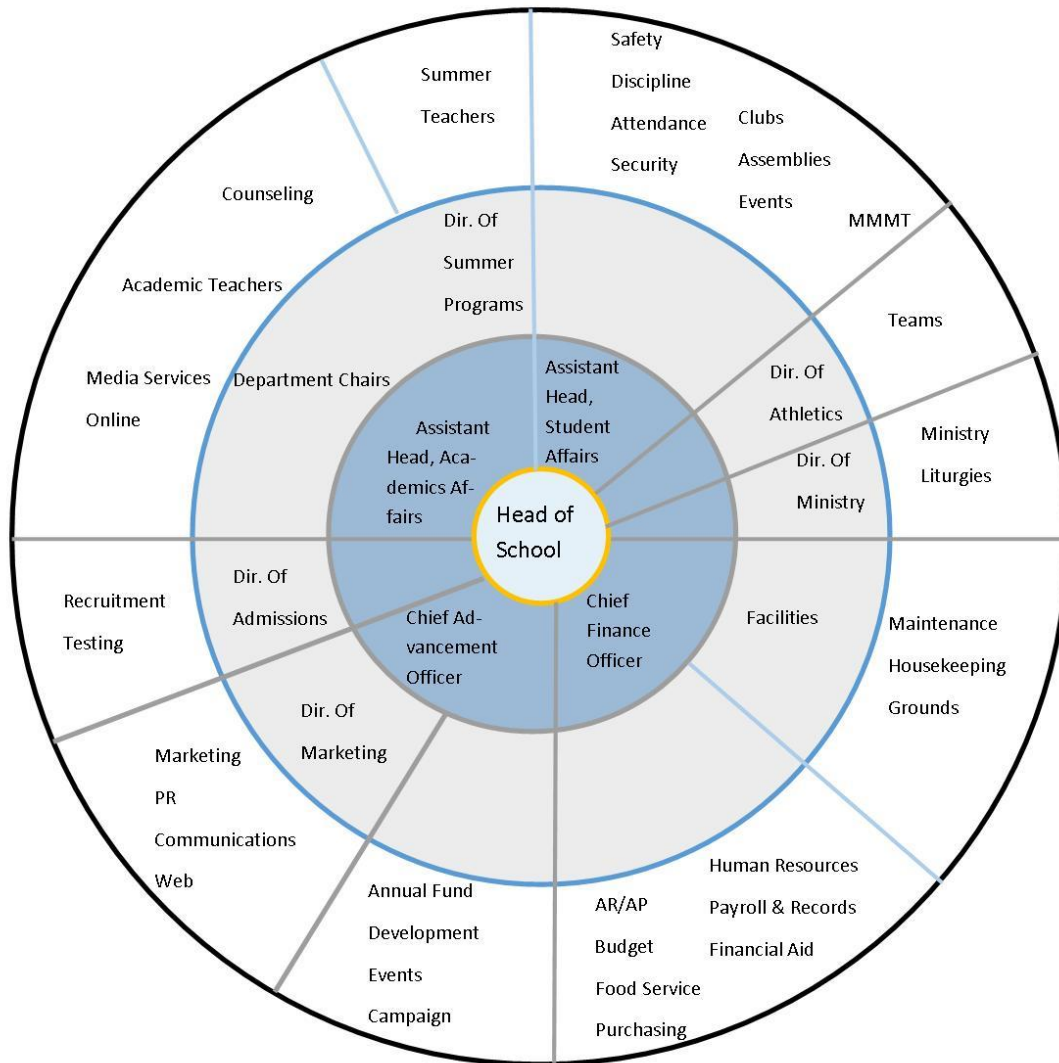 Safety
Discipline
Attendance
Security
Clubs
Assemblies
Events
MMMT
Summer
Teachers
Counseling
Academic Teachers
Media Services
Online
Dir. Of
Summer
Programs
Department Chairs
Assistant
Head, Aca-
demics Af-
fairs
Assistant
Head,
Student
Affairs
Teams
Dir. Of
Athletics
Ministry
Liturgies
Dir. Of
Ministry
Head of
School
Recruitment
Testing
Dir. Of
Admissions
Chief Ad-
vancement
Officer
Chief
Finance
Officer
Facilities
Maintenance
Housekeeping
Grounds
Dir. Of
Marketing
Marketing
PR
Communications
Web
Annual Fund
Development
Events
Campaign
AR/AP
Budget
Food Service
Purchasing
Human Resources
Payroll & Records
Financial Aid